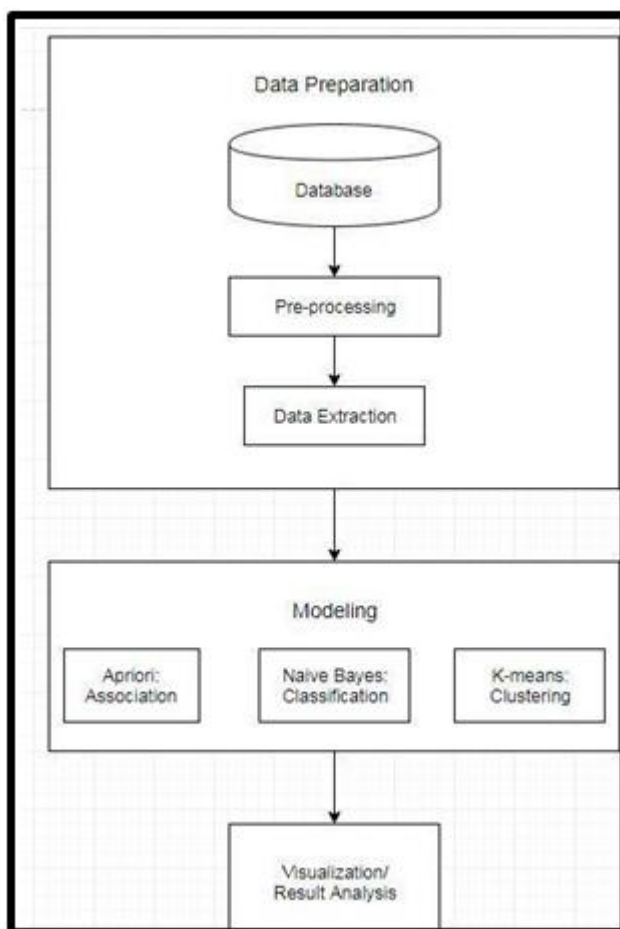 Data Preparation
Database
Pre-processing
Data Extraction
Modeling
Apriori:
Association
Naive Bayes:
Classification
K-means:
Clustering
Visualization/
Result Analysis